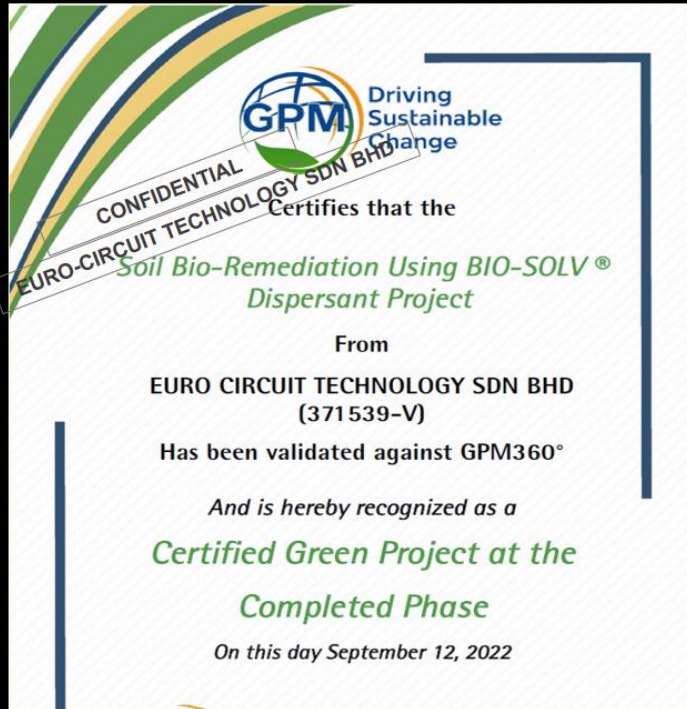 GPM
Driving
Sustainable
Change
CONFIDENTIAL
EURO-CIRCUIT TECHNOLOGY SDN BHD
Certifies that the
Soil Bio-Remediation Using BIO-SOLV ®
Dispersant Project
From
EURO CIRCUIT TECHNOLOGY SDN BHD
(371539-V)
Has been validated against GPM360°
And is hereby recognized as a
Certified Green Project at the
Completed Phase
On this day September 12, 2022